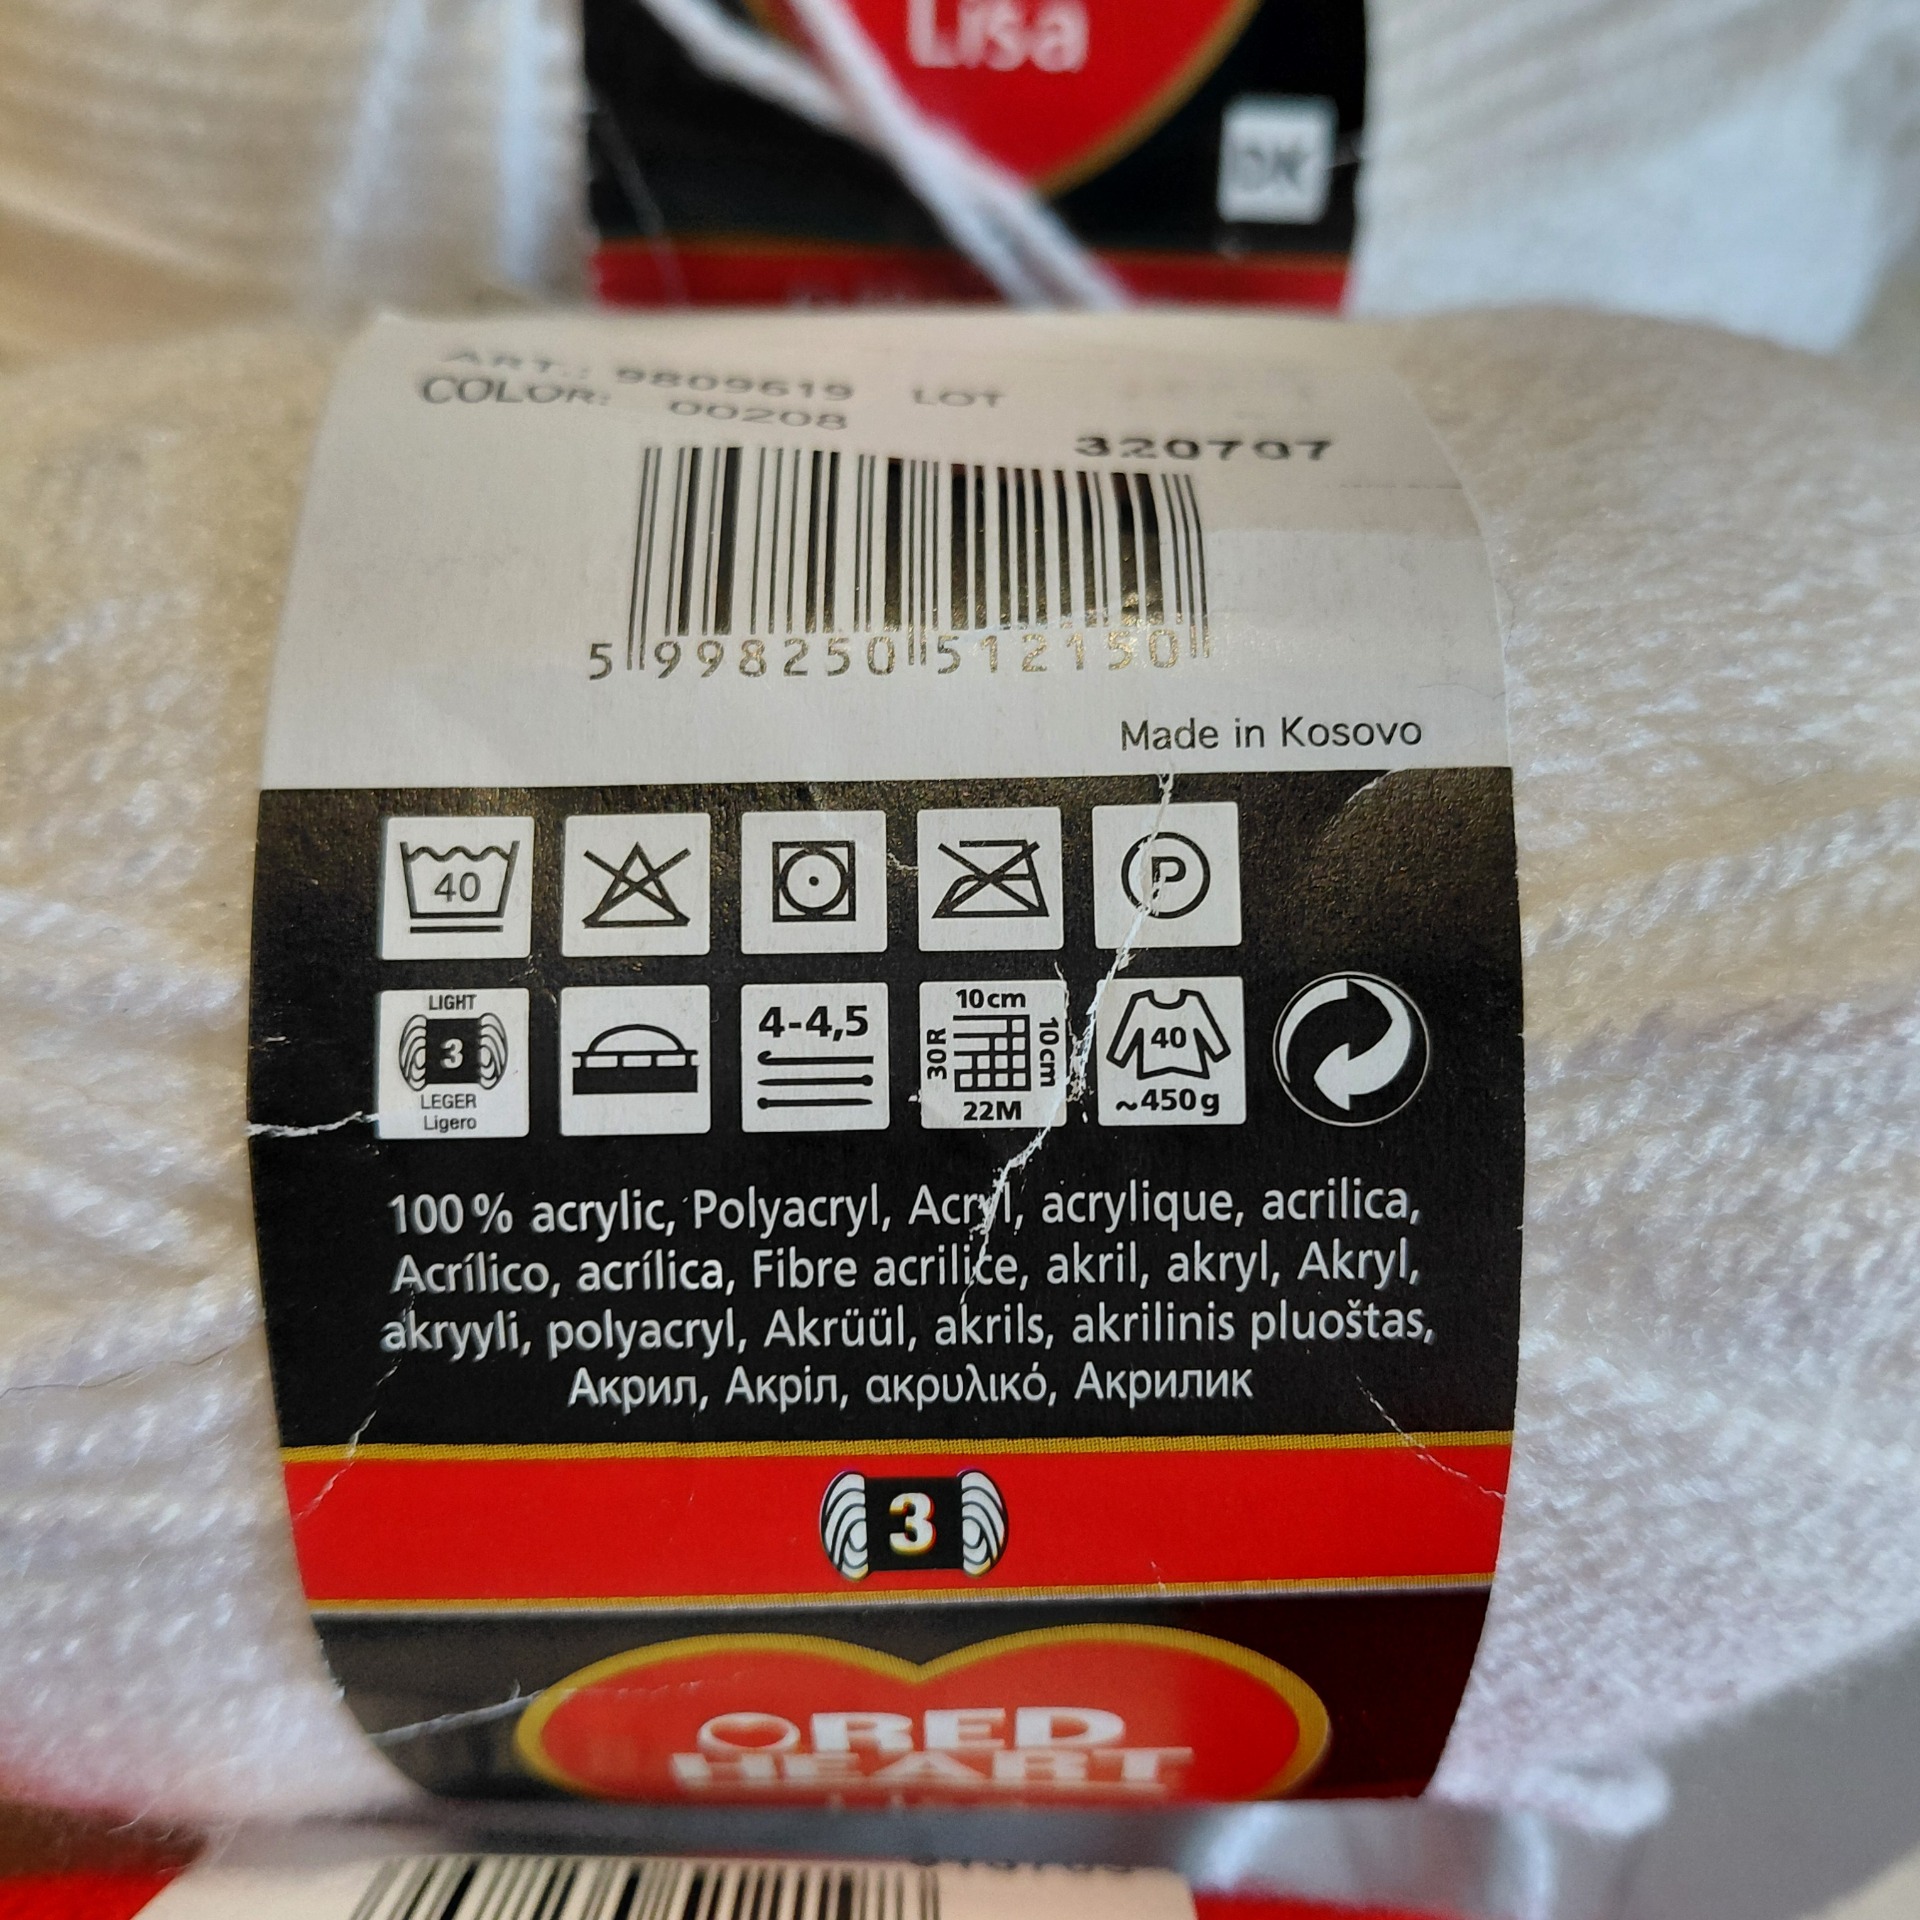 Lisa
DK
ART.: 9809619 LOT
COLOR: 00208
320707
5 998250 512150
Made in Kosovo
40
P
LIGHT
3
LEGER
Ligero
4-4,5
10cm
30R
10cm
22M
40
~450g
100% acrylic, Polyacryl, Acryl, acrylique, acrilica,
Acrílico, acrílica, Fibre acrilice, akril, akryl, Akryl,
akryyli, polyacryl, Akrüül, akrils, akrilinis pluoštas,
Акрил, Акріл, ακρυλικό, Акрилик
3
RED
HEART
Lisa